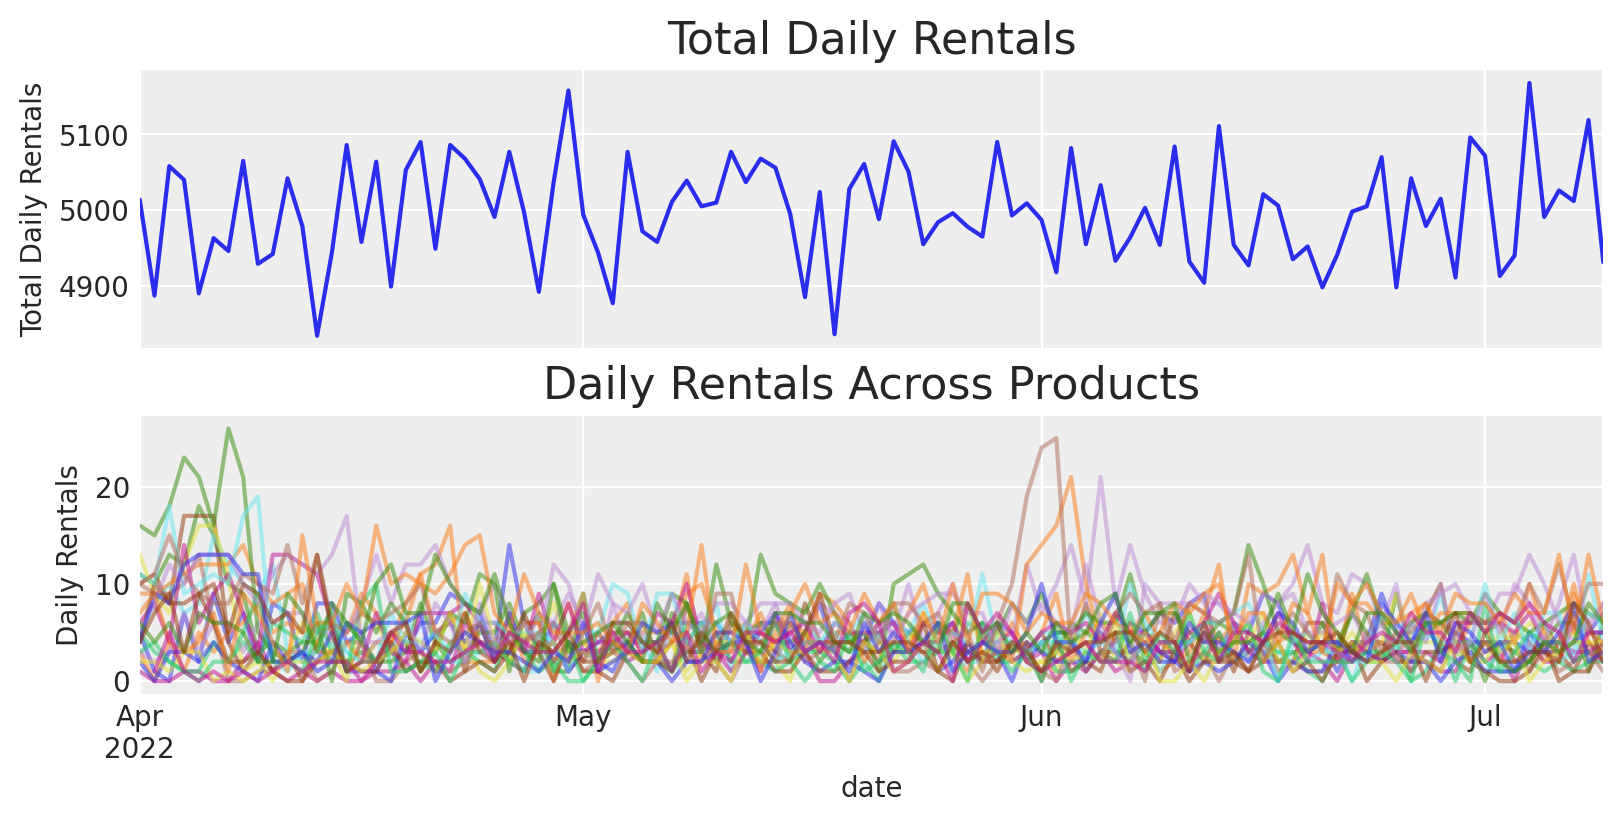 Total Daily Rentals
Total Daily Rentals
5100
5000
4900
Daily Rentals Across Products
Daily Rentals
20
10
0
Apr May Jun Jul
2022
date